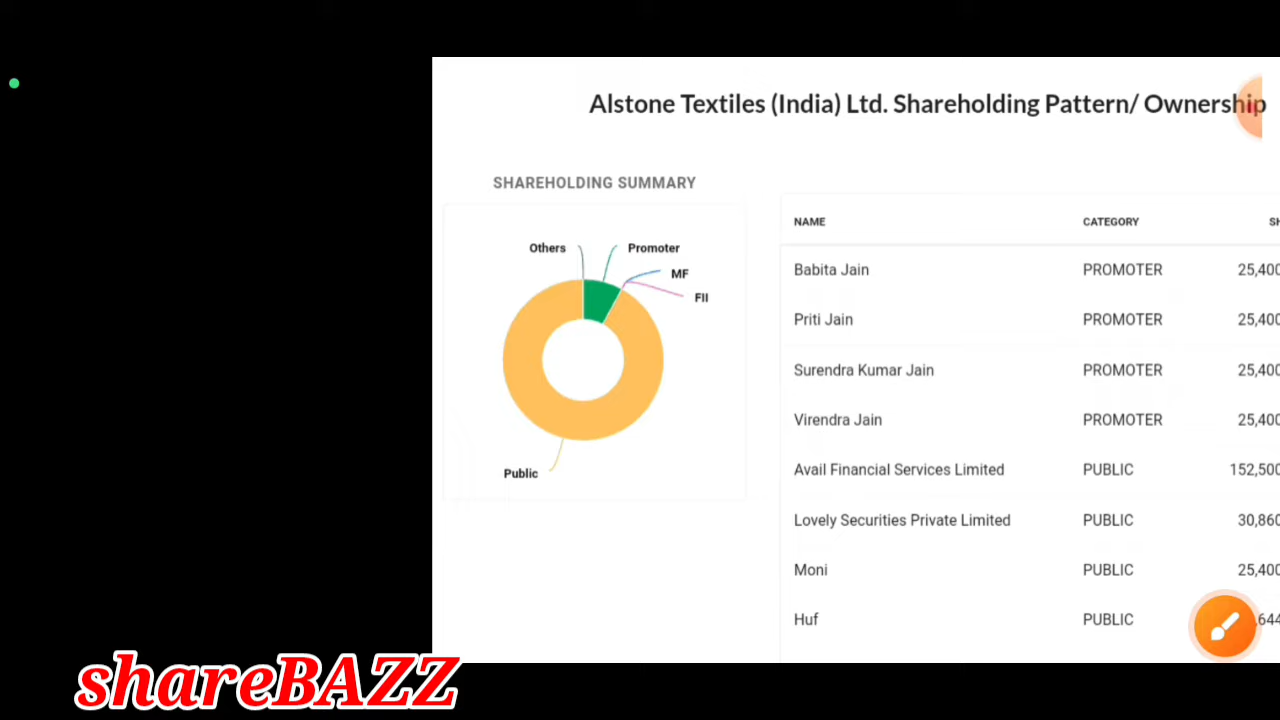 Alstone Textiles (India) Ltd. Shareholding Pattern/ Ownership
SHAREHOLDING SUMMARY
Others
Promoter
MF
FII
Public
NAME CATEGORY SH
Babita Jain PROMOTER 25,400
Priti Jain PROMOTER 25,400
Surendra Kumar Jain PROMOTER 25,400
Virendra Jain PROMOTER 25,400
Avail Financial Services Limited PUBLIC 152,500
Lovely Securities Private Limited PUBLIC 30,860
Moni PUBLIC 25,400
Huf PUBLIC ,644
shareBAZZ